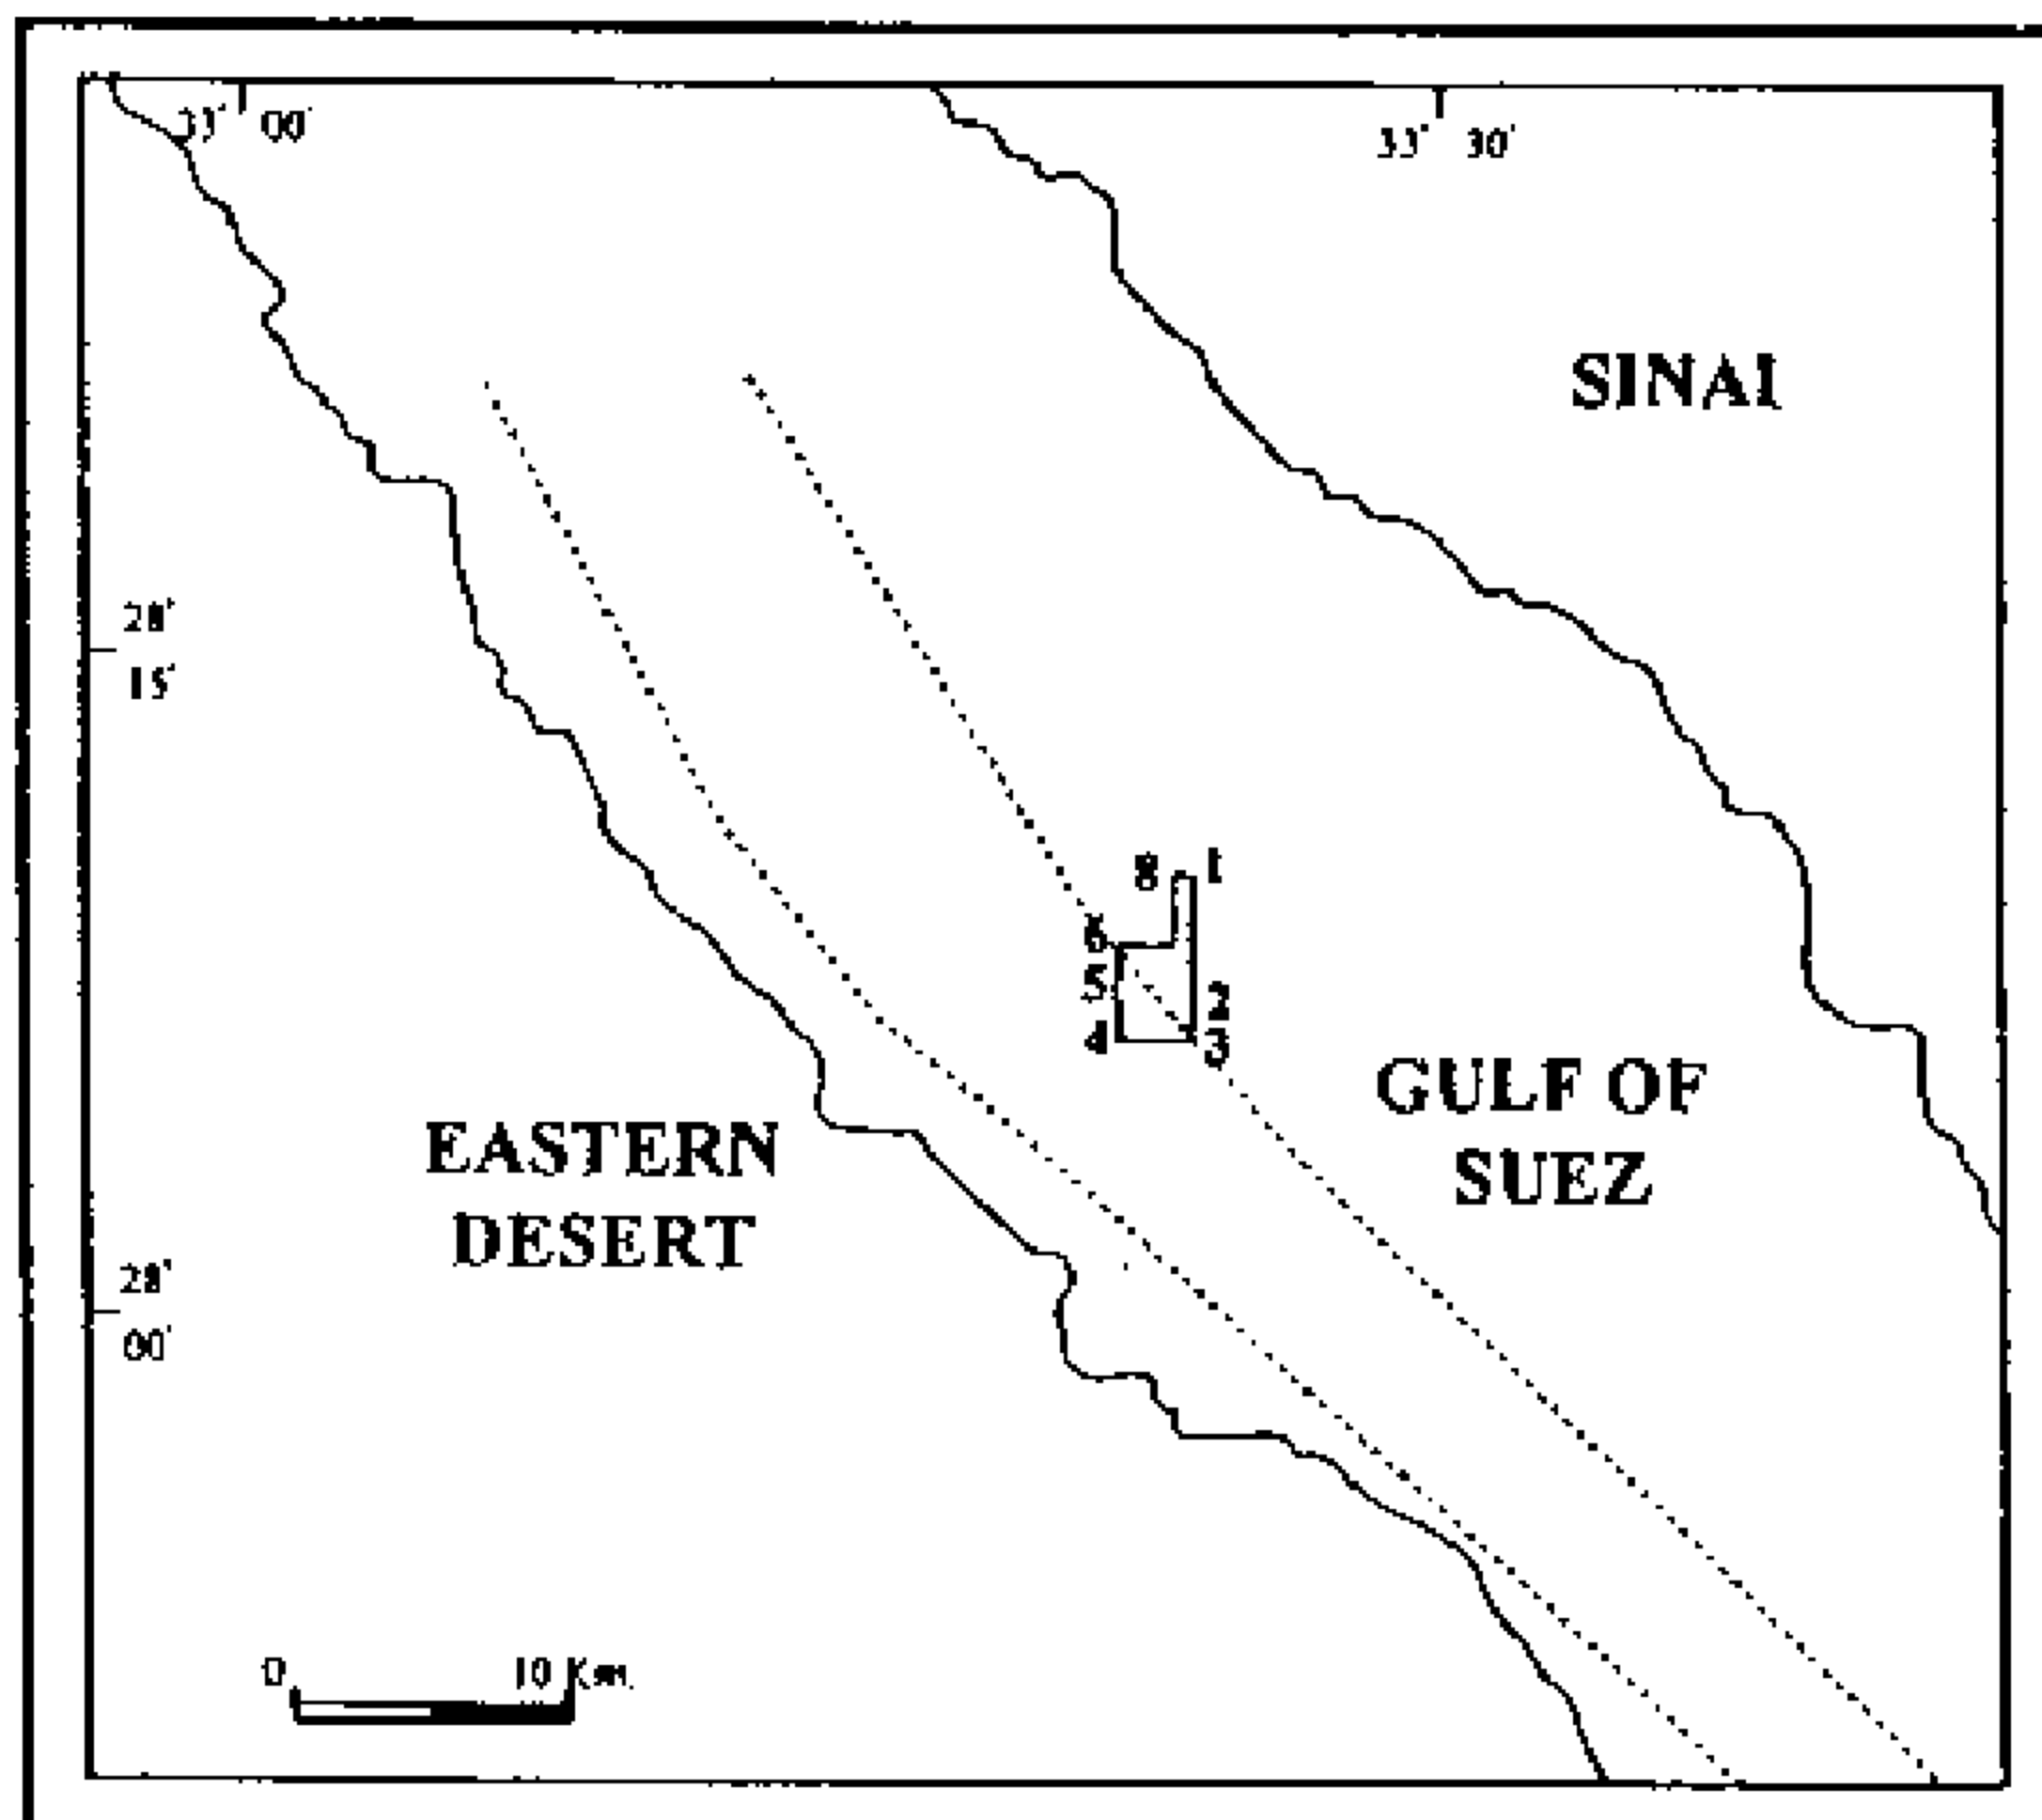 33° 00'
33° 30'
SINAI
28°
15'
8 1
6
5
2
4
3
GULF OF
SUEZ
EASTERN
DESERT
28°
00'
0 10 Km.